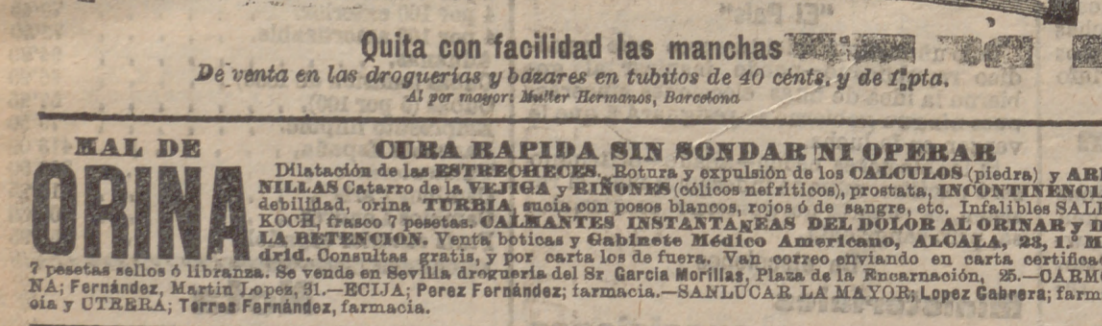 Quita con facilidad las manchas
De venta en las droguerías y bazares en tubitos de 40 cénts. y de 1 pta.
Al por mayor: Muller Hermanos, Barcelona
MAL DE
ORINA
CURA RAPIDA SIN SONDAR NI OPERAR
Dilatación de las ESTRECHECES. Rotura y expulsión de los CALCULOS (piedra) y ARE
NILLAS Catarro de la VEJIGA y RIÑONES (cólicos nefríticos), prostata, INCONTINENCI
debilidad, orina TURBIA, sucia con posos blancos, rojos ó de sangre, etc. Infalibles SALE
KOCH, frasco 7 pesetas. CALMANTES INSTANTANEAS DEL DOLOR AL ORINAR y D
LA RETENCION. Venta boticas y Gabinete Médico Americano, ALCALA, 23, 1.º M
drid. Consultas gratis, y por carta los de fuera. Van correo enviando en carta certifica
7 pesetas sellos ó libranza. Se vende en Sevilla droguería del Sr Garcia Morillas, Plaza de la Encarnación, 25.—CARMO
NA; Fernández, Martin Lopez, 31.—ECIJA; Perez Fernández; farmacia.—SANLUCAR LA MAYOR; Lopez Gabrera; farm
cia y UTRERA; Torres Fernández, farmacia.